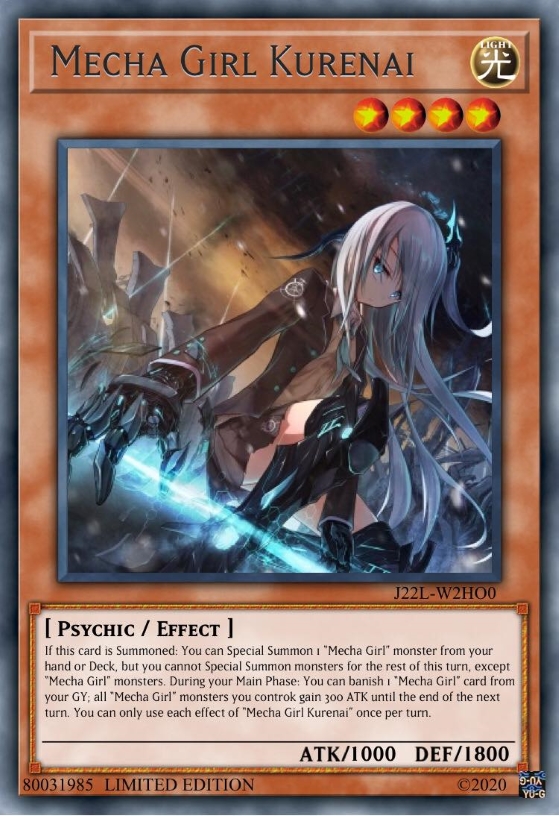 MECHA GIRL KURENAI
LIGHT
光
J22L-W2HO0
[ PSYCHIC / EFFECT ]
If this card is Summoned: You can Special Summon 1 "Mecha Girl" monster from your
hand or Deck, but you cannot Special Summon monsters for the rest of this turn, except
"Mecha Girl" monsters. During your Main Phase: You can banish 1 "Mecha Girl" card from
your GY; all "Mecha Girl" monsters you controk gain 300 ATK until the end of the next
turn. You can only use each effect of "Mecha Girl Kurenai" once per turn.
ATK/1000 DEF/1800
80031985 LIMITED EDITION
©2020